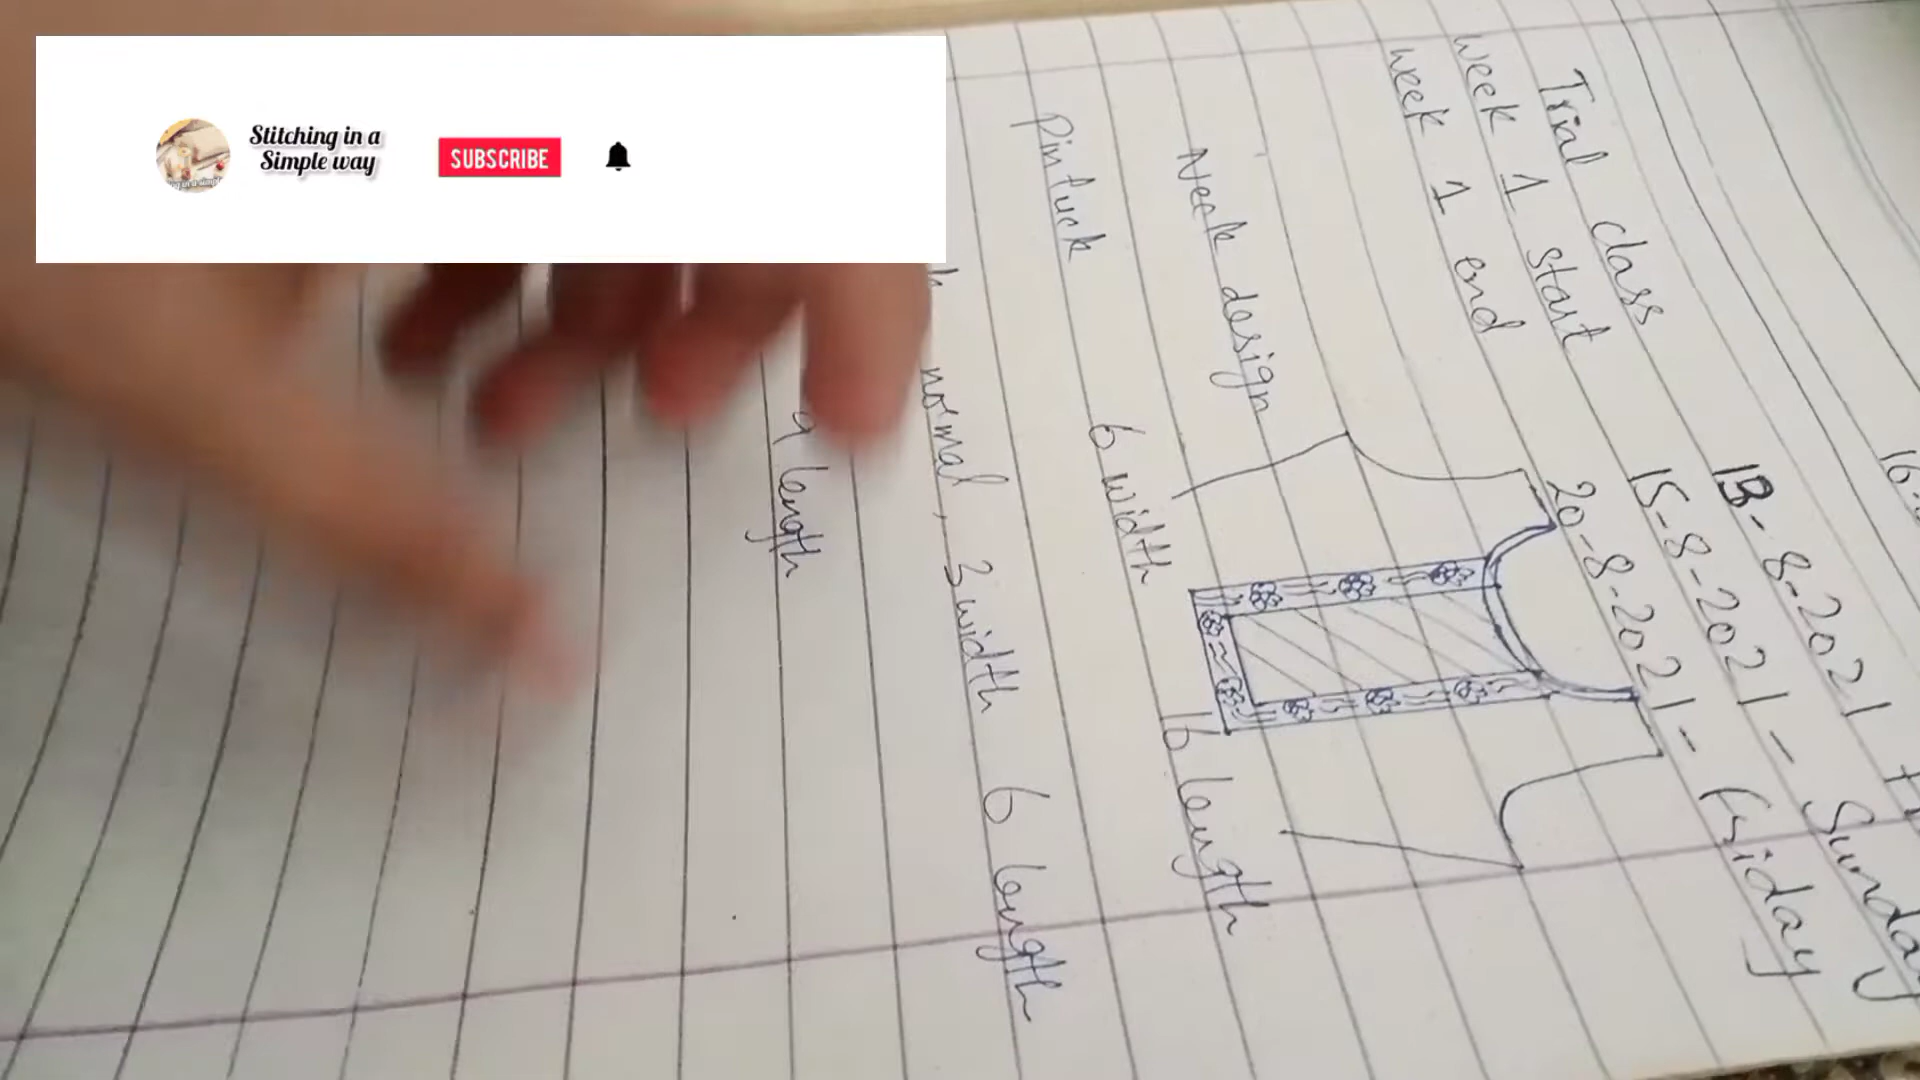 Stitching in a
Simple way
SUBSCRIBE
Trial class 13-8-2021
week 1 start 15-8-2021 - Sunday
week 1 end 20-8-2021 - Friday
Neck design
Pintuck 6 width 6 length
normal, 3 width 6 length
9 length